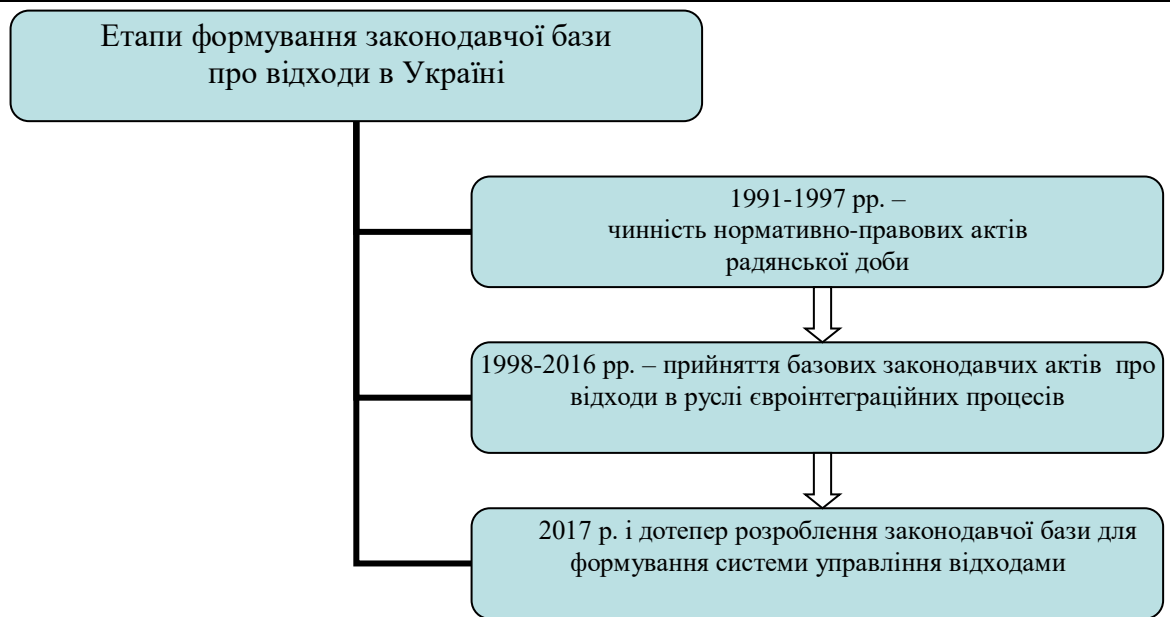 Етапи формування законодавчої бази
про відходи в Україні
1991-1997 рр. –
чинність нормативно-правових актів
радянської доби
1998-2016 рр. – прийняття базових законодавчих актів про
відходи в руслі євроінтеграційних процесів
2017 р. і дотепер розроблення законодавчої бази для
формування системи управління відходами